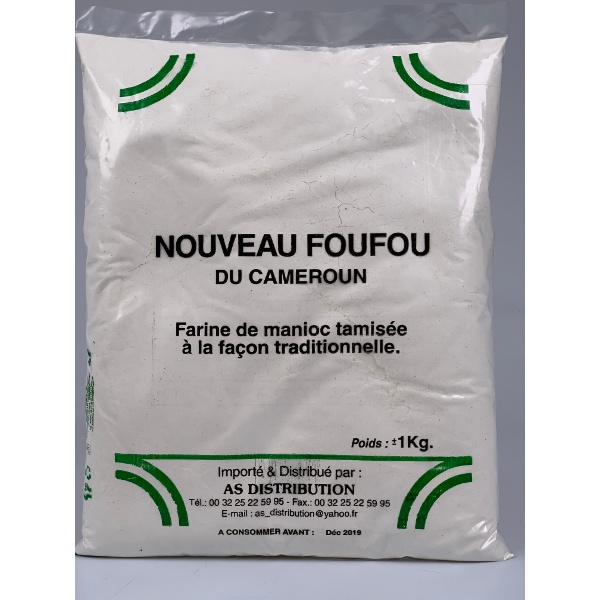 NOUVEAU FOUFOU
DU CAMEROUN
Farine de manioc tamisée
à la façon traditionnelle.
Poids : ±1Kg.
Importé & Distribué par :
AS DISTRIBUTION
Tél.: 00 32 25 22 59 95 - Fax.: 00 32 25 22 59 95
E-mail : as_distribution@yahoo.fr
A CONSOMMER AVANT : Déc 2019